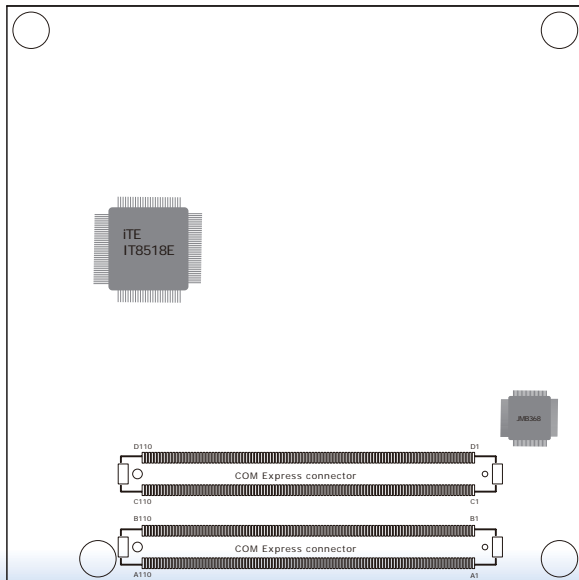 iTE
IT8518E
JMB368
D110 D1
COM Express connector
C110 C1
B110 B1
COM Express connector
A110 A1